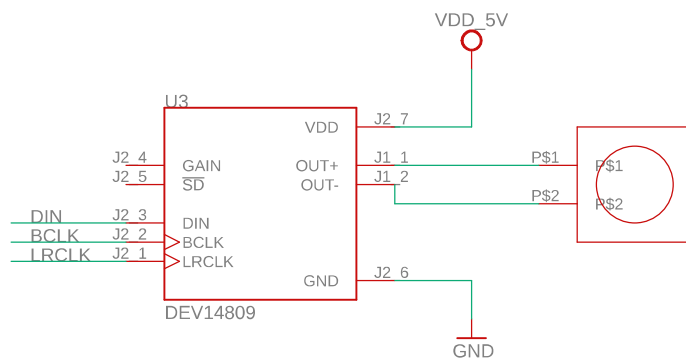 VDD_5V
U3
J2_7
VDD
J2_4
GAIN
OUT+
J1_1
P$1
P$1
J2_5
SD
OUT-
J1_2
P$2
P$2
DIN
J2_3
DIN
BCLK
J2_2
BCLK
LRCLK
J2_1
LRCLK
GND
J2_6
DEV14809
GND